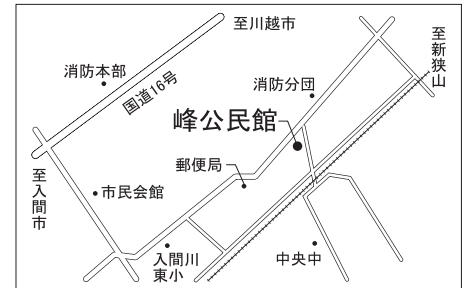 至川越市
至新狭山
消防本部
国道16号
消防分団
峰公民館
郵便局
至入間市
市民会館
入間川
東小
中央中